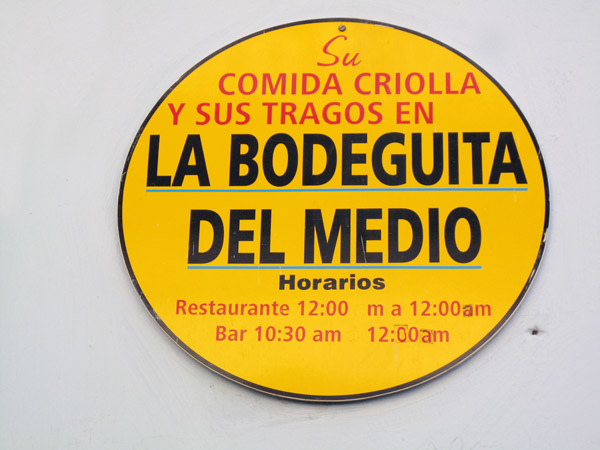 Su
COMIDA CRIOLLA
Y SUS TRAGOS EN
LA BODEGUITA
DEL MEDIO
Horarios
Restaurante 12:00 m a 12:00am
Bar 10:30 am 12:00am